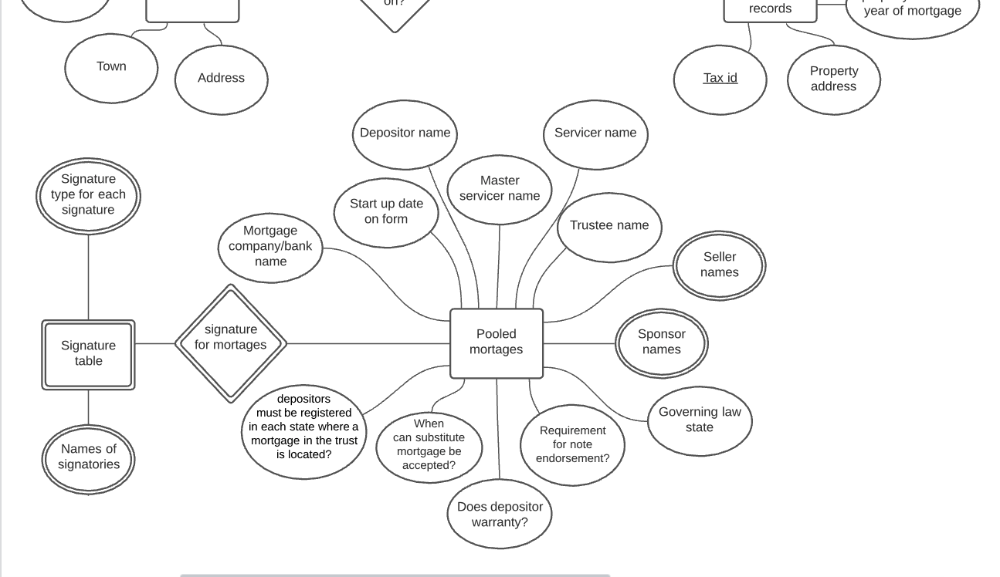 on?
records
year of mortgage
Town
Address
Tax id
Property
address
Depositor name
Servicer name
Signature
type for each
signature
Master
servicer name
Start up date
on form
Trustee name
Mortgage
company/bank
name
Seller
names
signature
for mortages
Signature
table
Pooled
mortages
Sponsor
names
depositors
must be registered
in each state where a
mortgage in the trust
is located?
When
can substitute
mortgage be
accepted?
Requirement
for note
endorsement?
Governing law
state
Names of
signatories
Does depositor
warranty?